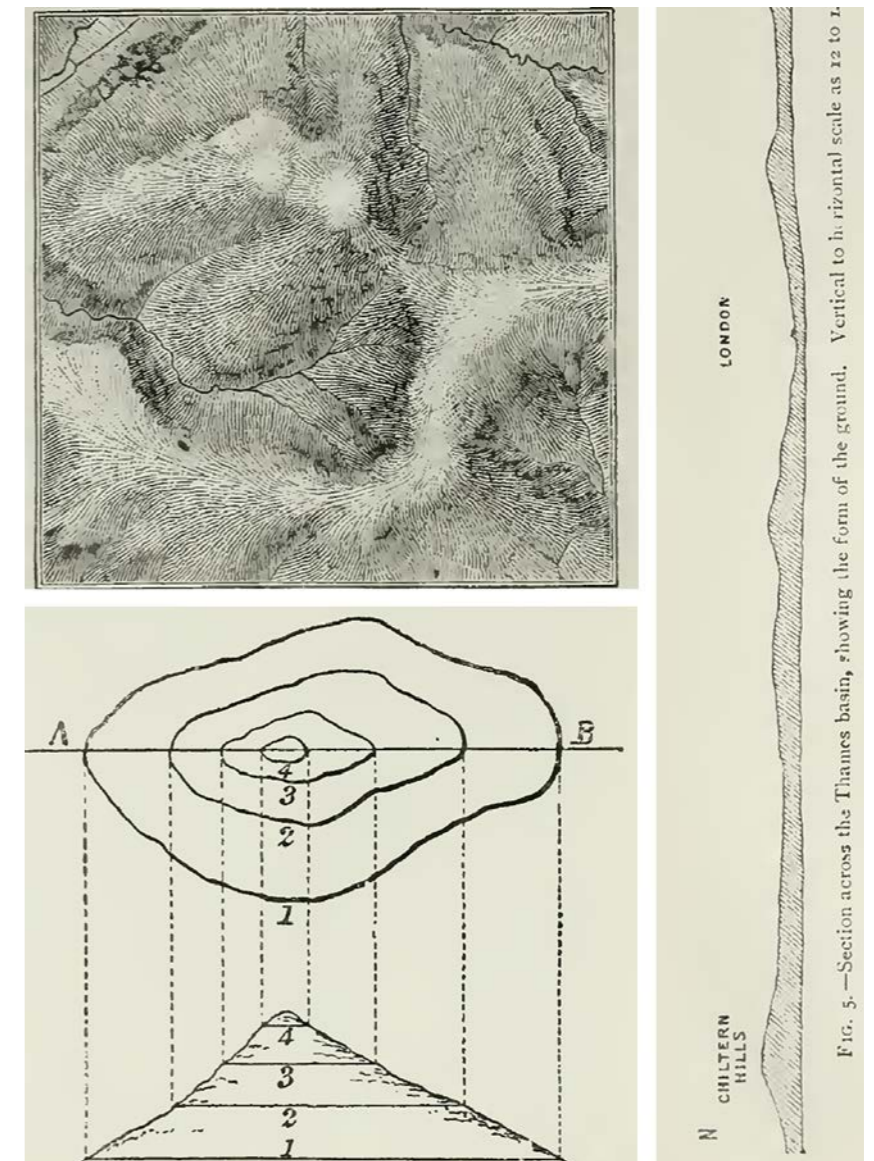 A
B
4
3
2
1
4
3
2
1
N
CHILTERN
HILLS
LONDON
FIG. 5.—Section across the Thames basin, showing the form of the ground. Vertical to horizontal scale as 12 to 1.